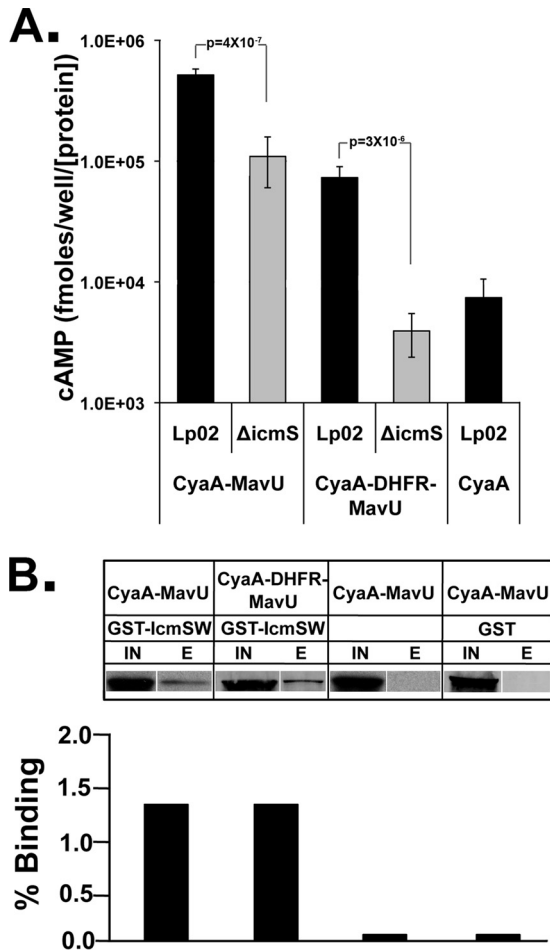 A.
cAMP (fmoles/well/[protein])
1.0E+06
1.0E+05
1.0E+04
1.0E+03
p=4X10⁻⁷
p=3X10⁻⁶
Lp02 ΔicmS Lp02 ΔicmS Lp02
CyaA-MavU CyaA-DHFR-MavU CyaA
B.
CyaA-MavU CyaA-DHFR-MavU CyaA-MavU CyaA-MavU
GST-IcmSW GST-IcmSW GST
IN E IN E IN E IN E
% Binding
2.0
1.5
1.0
0.5
0.0